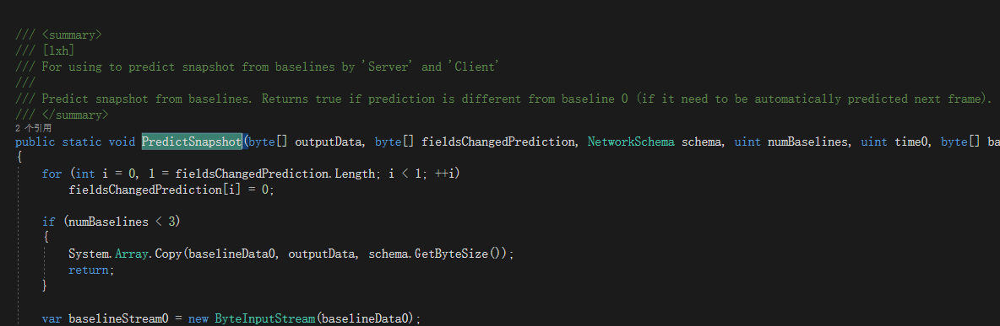 /// <summary>
/// [lxh]
/// For using to predict snapshot from baselines by 'Server' and 'Client'
///
/// Predict snapshot from baselines. Returns true if prediction is different from baseline 0 (if it need to be automatically predicted next frame).
/// </summary>
2 个引用
public static void PredictSnapshot(byte[] outputData, byte[] fieldsChangedPrediction, NetworkSchema schema, uint numBaselines, uint time0, byte[] ba
{
for (int i = 0, l = fieldsChangedPrediction.Length; i < l; ++i)
fieldsChangedPrediction[i] = 0;
if (numBaselines < 3)
{
System.Array.Copy(baselineData0, outputData, schema.GetByteSize());
return;
}
var baselineStream0 = new ByteInputStream(baselineData0);